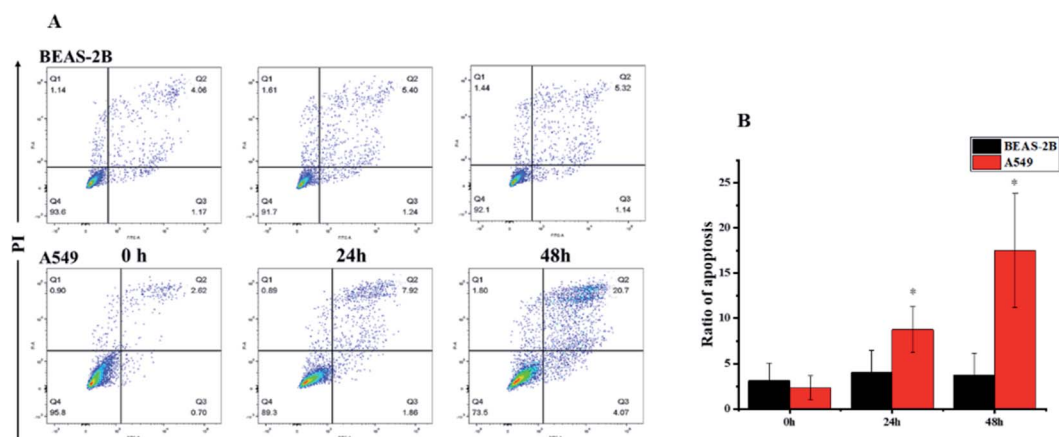 A
BEAS-2B
Q1
1.14
Q2
4.06
Q4
93.6
Q3
1.17
Q1
1.61
Q2
5.40
Q4
91.7
Q3
1.24
Q1
1.44
Q2
5.32
Q4
92.1
Q3
1.14
PI
A549
0 h
24h
48h
Q1
0.90
Q2
2.62
Q4
95.8
Q3
0.70
Q1
0.89
Q2
7.92
Q4
89.3
Q3
1.86
Q1
1.80
Q2
20.7
Q4
73.5
Q3
4.07
B
BEAS-2B
A549
Ratio of apoptosis
25
20
15
10
5
0
*
*
0h
24h
48h